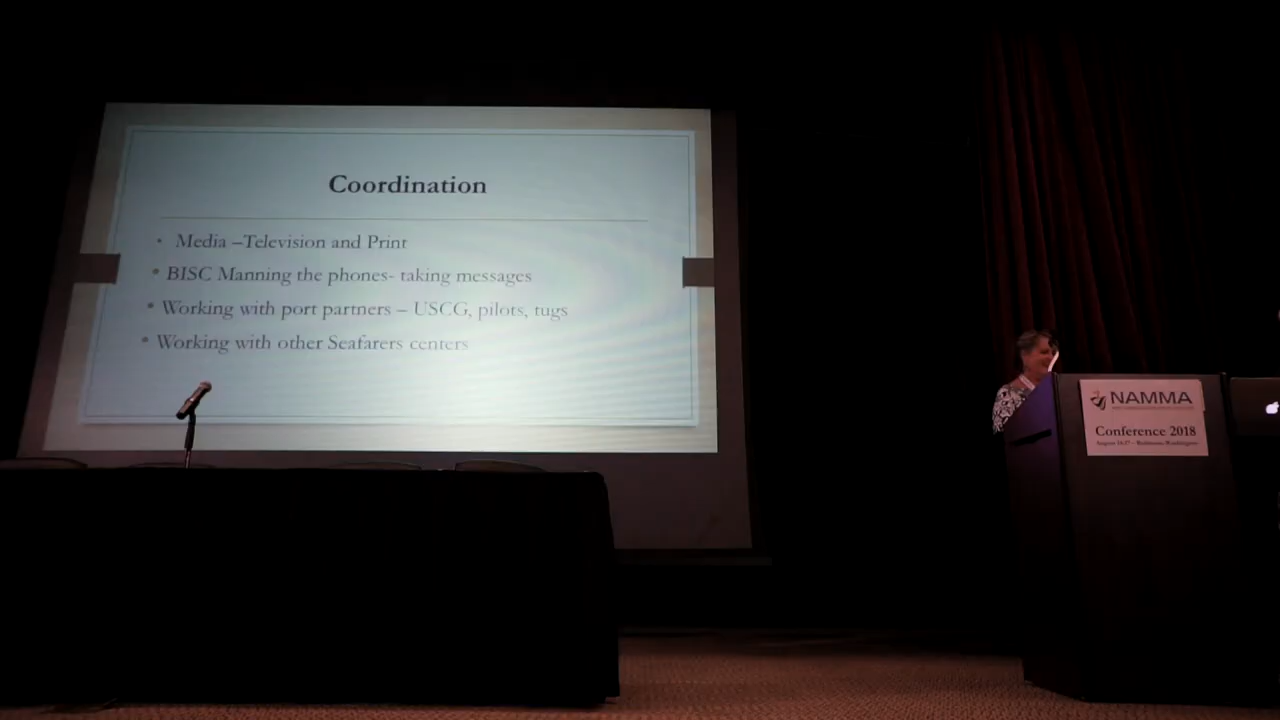 Coordination
• Media –Television and Print
• BISC Manning the phones- taking messages
• Working with port partners – USCG, pilots, tugs
• Working with other Seafarers centers
NAMMA
Conference 2018